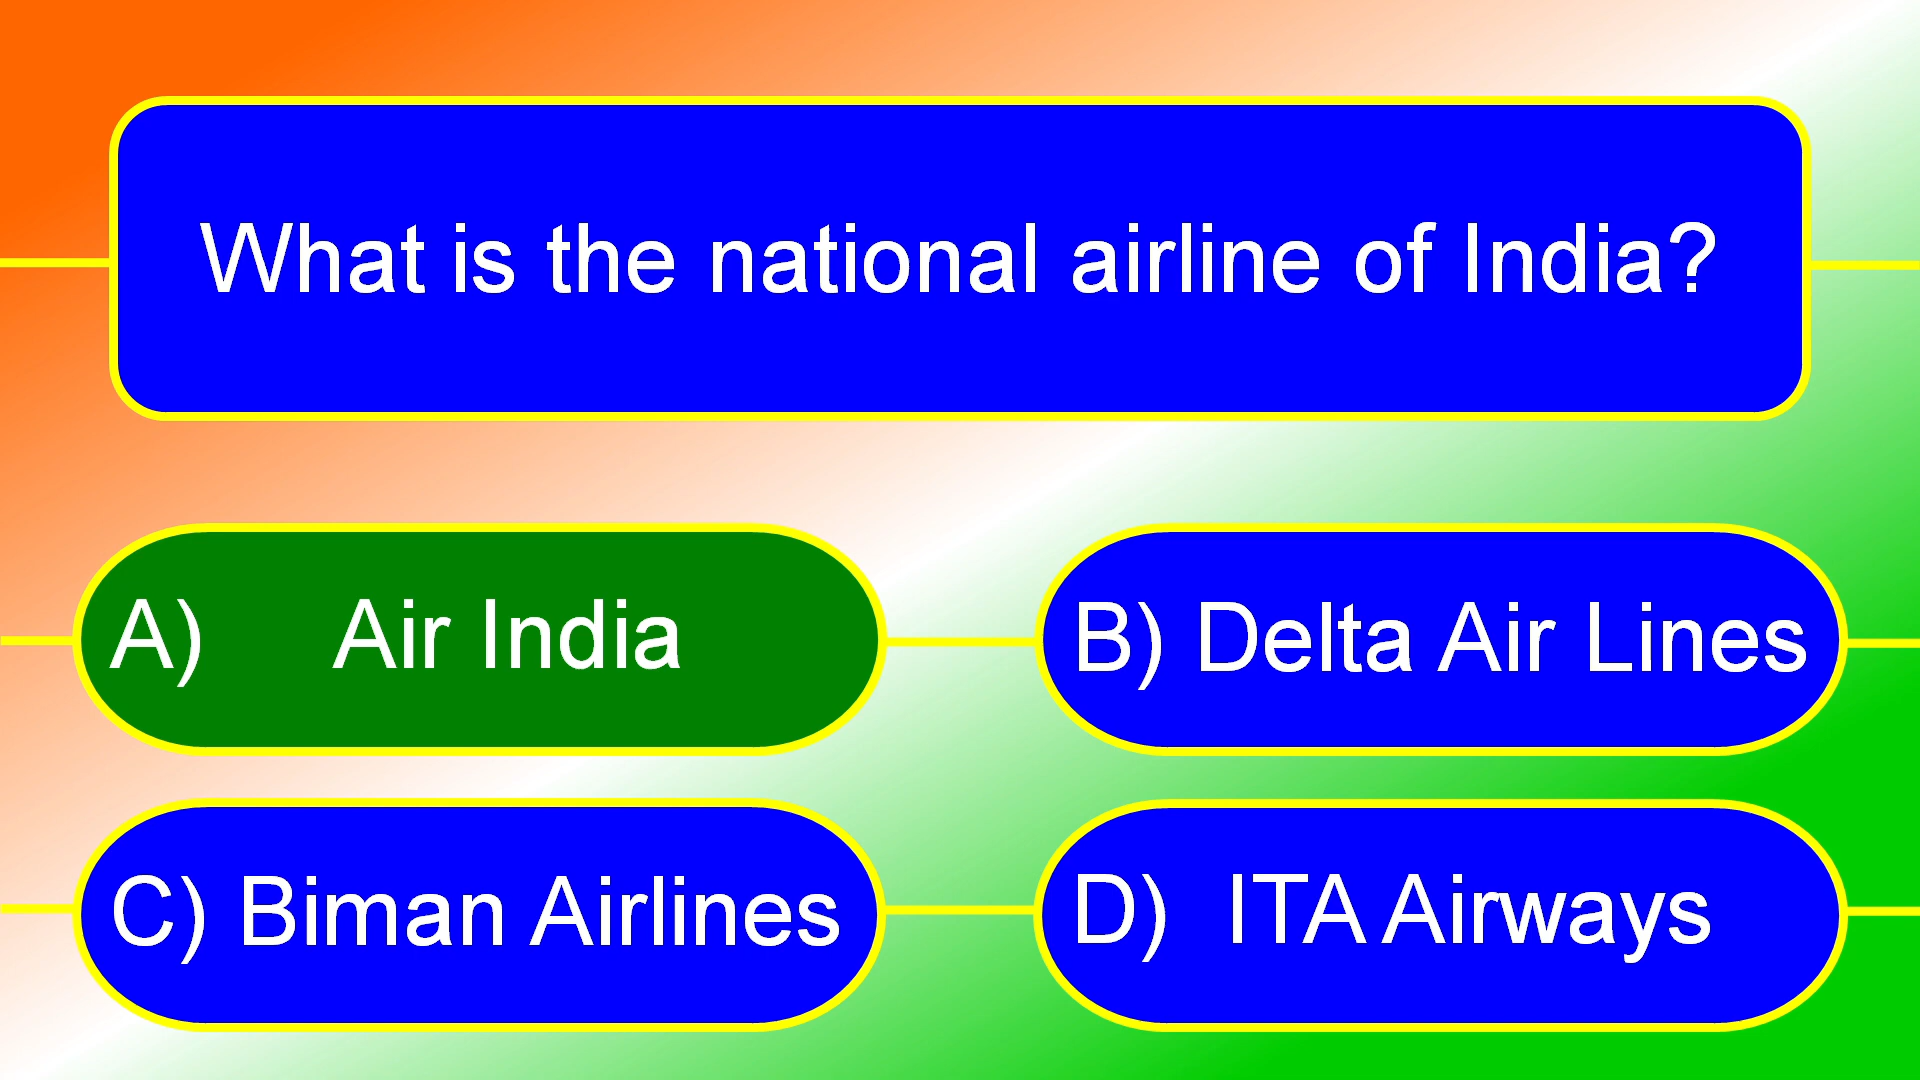 What is the national airline of India?
A) Air India
B) Delta Air Lines
C) Biman Airlines
D) ITA Airways